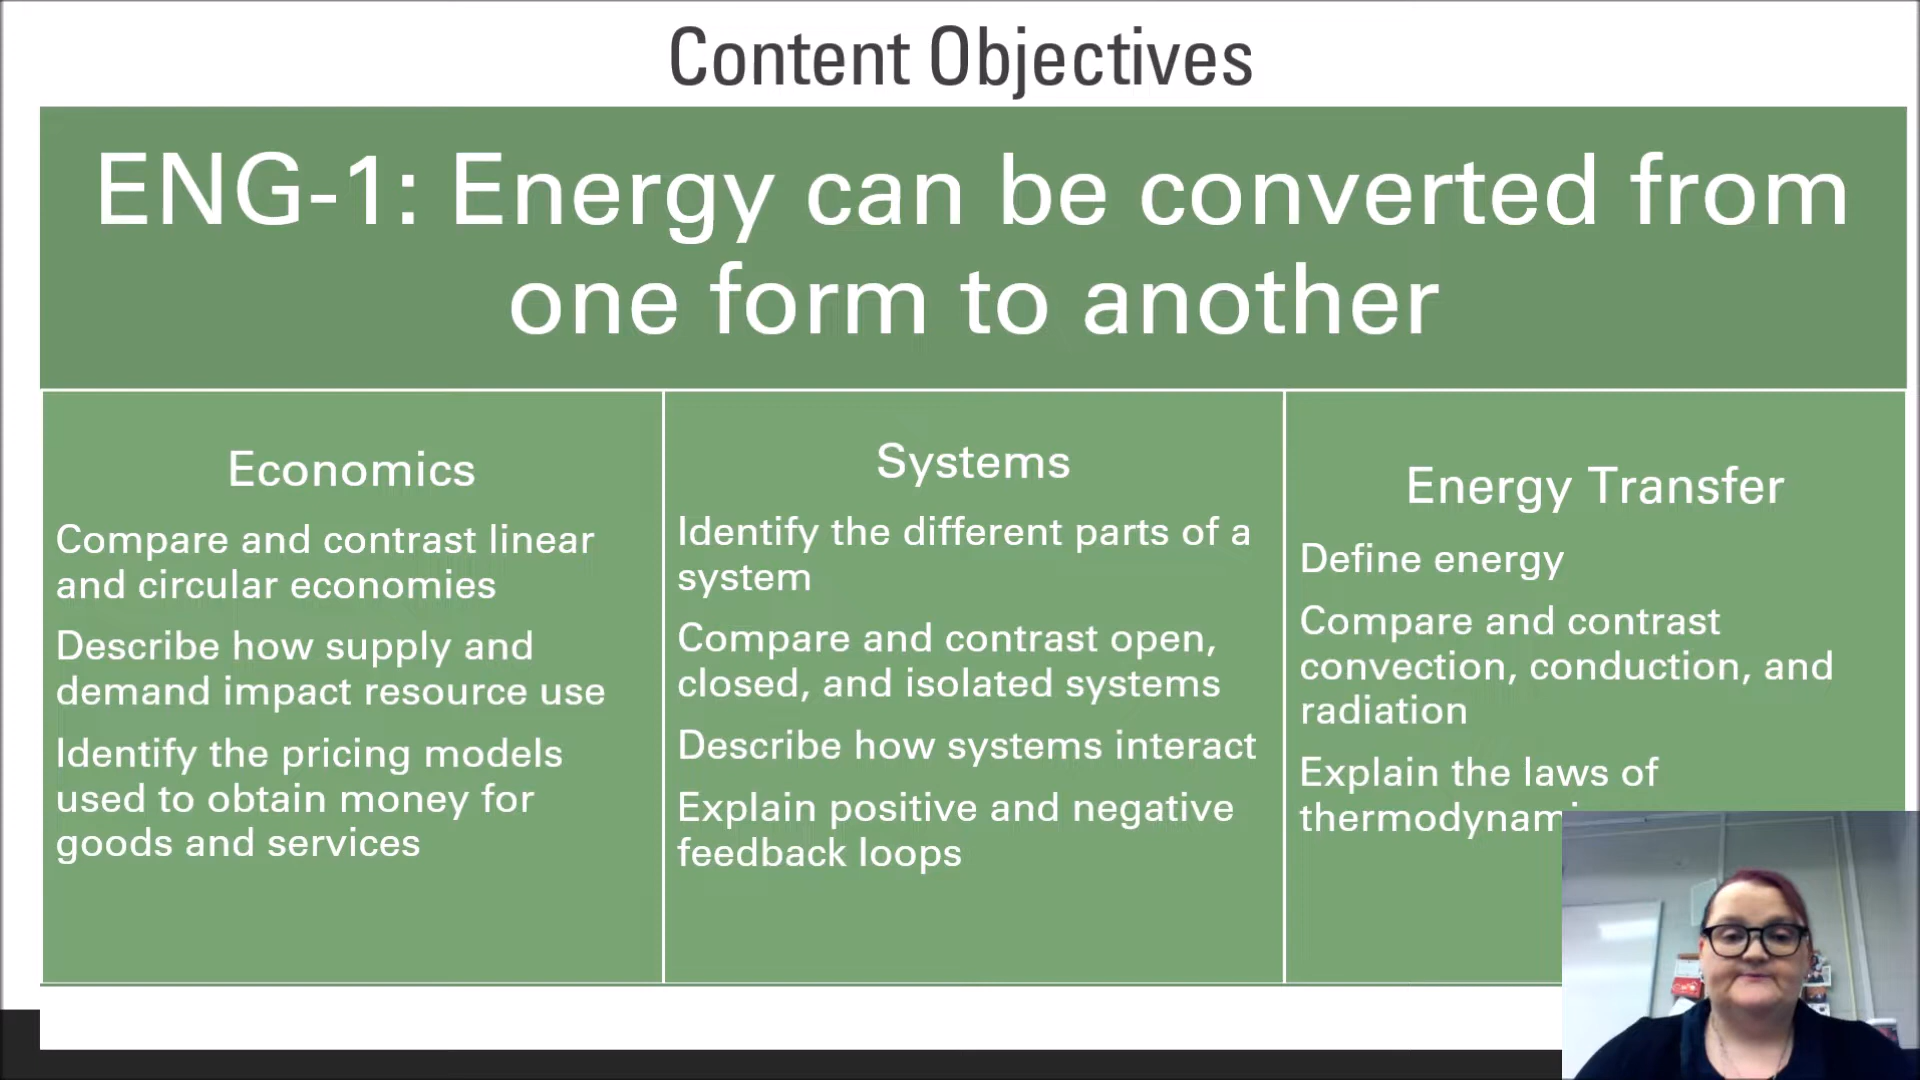 Content Objectives
ENG-1: Energy can be converted from
one form to another
Economics
Compare and contrast linear
and circular economies
Describe how supply and
demand impact resource use
Identify the pricing models
used to obtain money for
goods and services
Systems
Identify the different parts of a
system
Compare and contrast open,
closed, and isolated systems
Describe how systems interact
Explain positive and negative
feedback loops
Energy Transfer
Define energy
Compare and contrast
convection, conduction, and
radiation
Explain the laws of